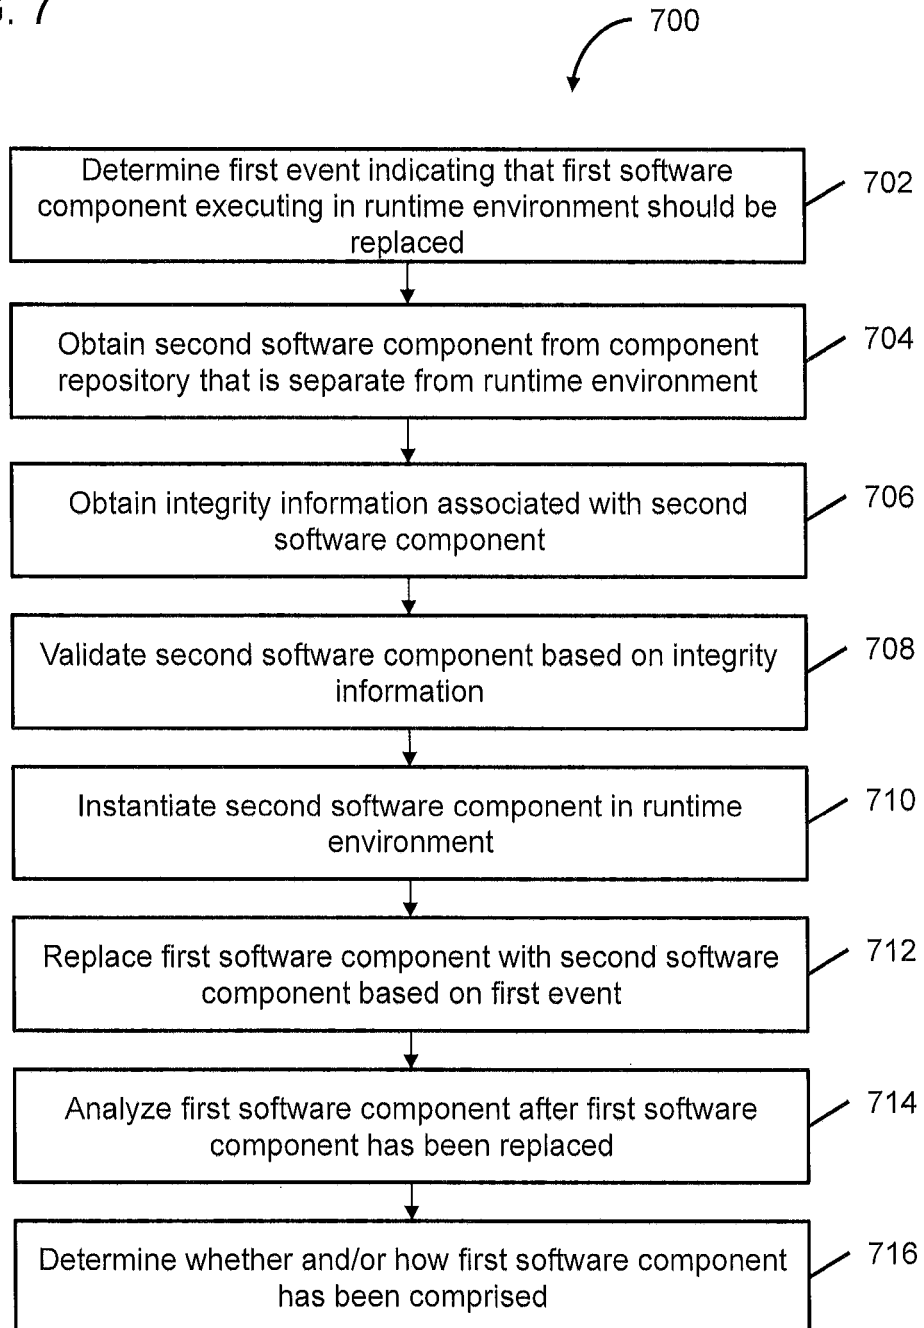 . 7
700
Determine first event indicating that first software
component executing in runtime environment should be
replaced
702
Obtain second software component from component
repository that is separate from runtime environment
704
Obtain integrity information associated with second
software component
706
Validate second software component based on integrity
information
708
Instantiate second software component in runtime
environment
710
Replace first software component with second software
component based on first event
712
Analyze first software component after first software
component has been replaced
714
Determine whether and/or how first software component
has been comprised
716